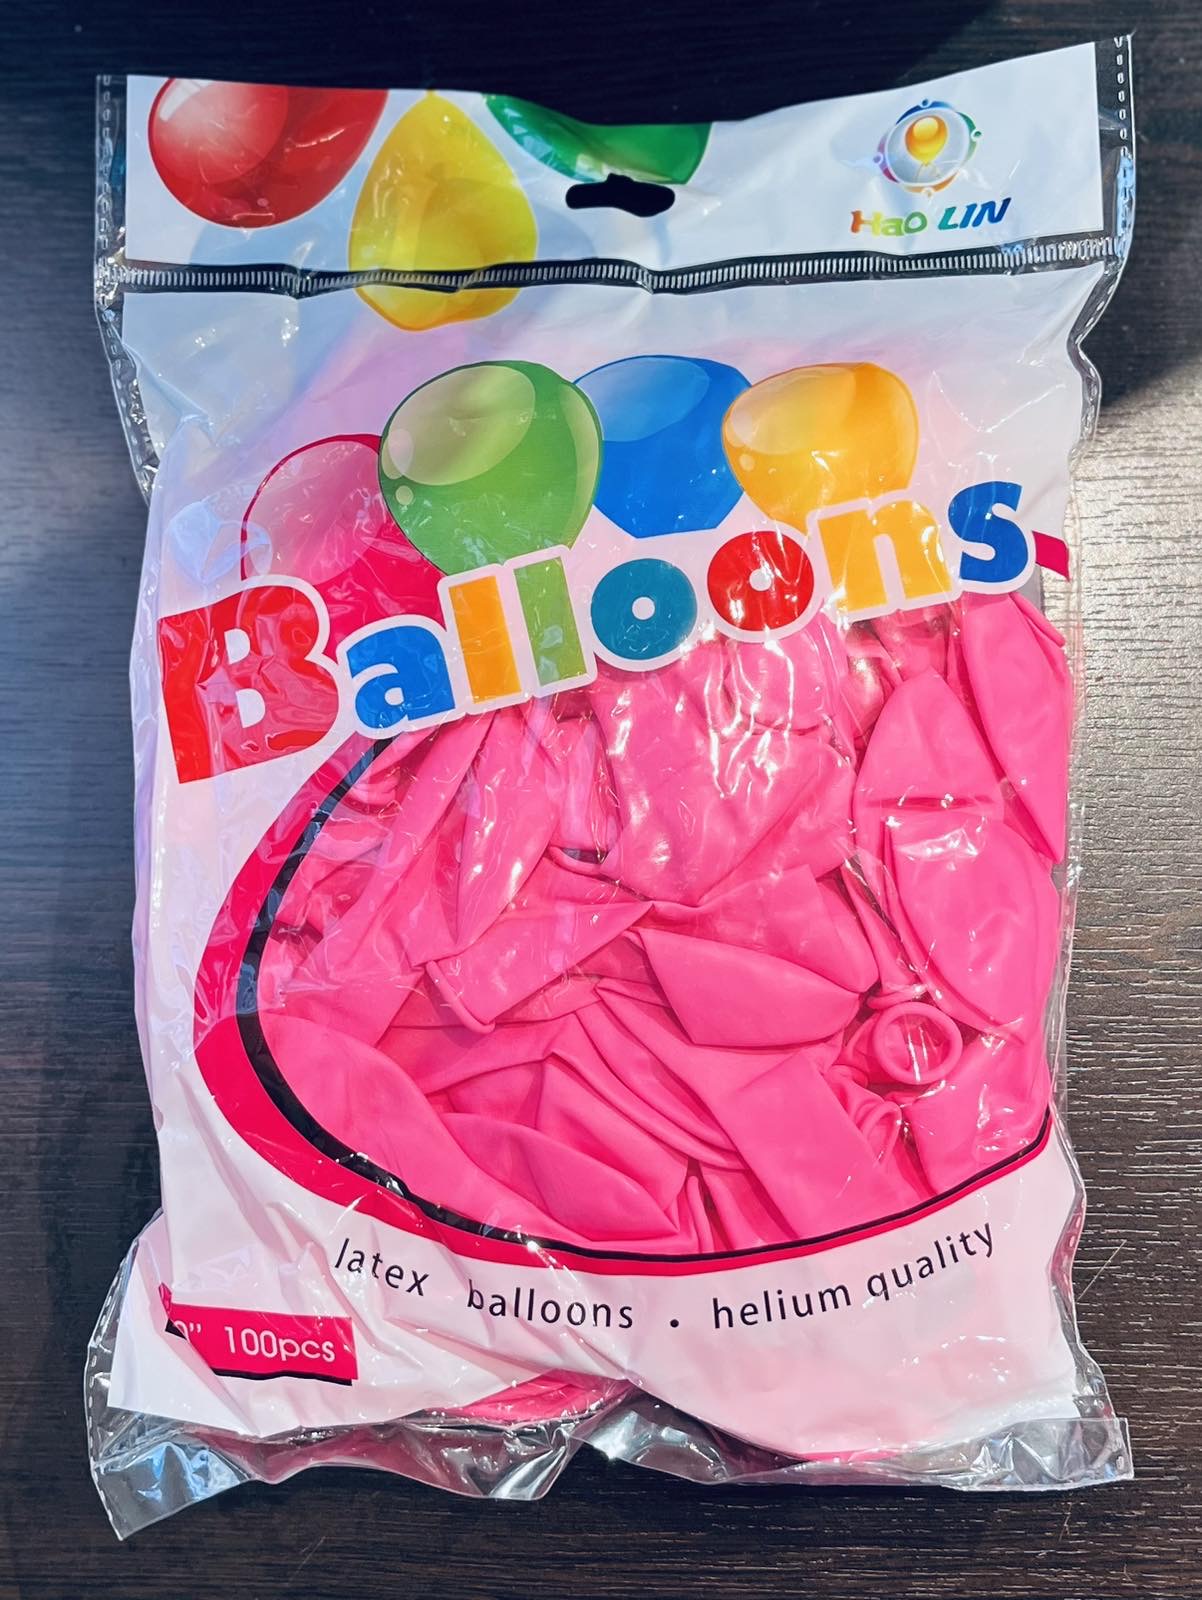 Hao LIN
Balloons
latex balloons . helium quality
100pcs